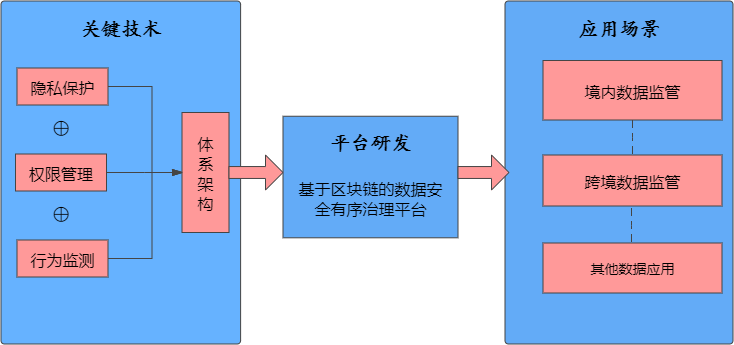 关键技术
隐私保护
⊕
权限管理
⊕
行为监测
体
系
架
构
平台研发
基于区块链的数据安
全有序治理平台
应用场景
境内数据监管
跨境数据监管
其他数据应用